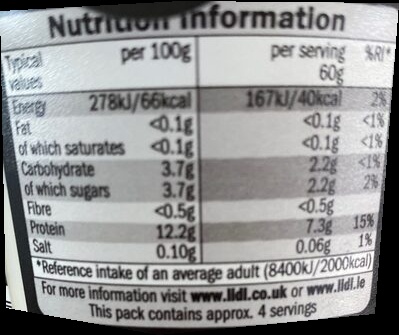 Nutrition Information
Typical values per 100g per serving 60g %RI*
Energy 278kJ/66kcal 167kJ/40kcal 2%
Fat <0.1g <0.1g <1%
of which saturates <0.1g <0.1g <1%
Carbohydrate 3.7g 2.2g <1%
of which sugars 3.7g 2.2g 2%
Fibre <0.5g <0.5g
Protein 12.2g 7.3g 15%
Salt 0.10g 0.06g 1%
*Reference intake of an average adult (8400kJ/2000kcal)
For more information visit www.lidl.co.uk or www.lidl.ie
This pack contains approx. 4 servings